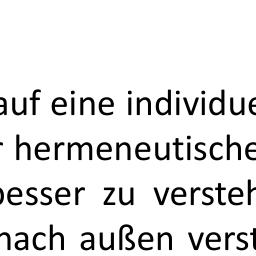 auf eine individue
r hermeneutische
besser zu versteh
nach außen verst